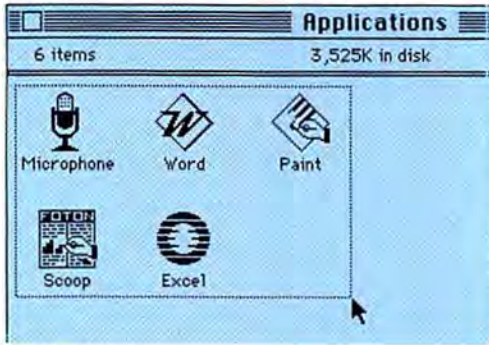 Applications
6 items 3,525K in disk
Microphone Word Paint
FOTON
Scoop Excel